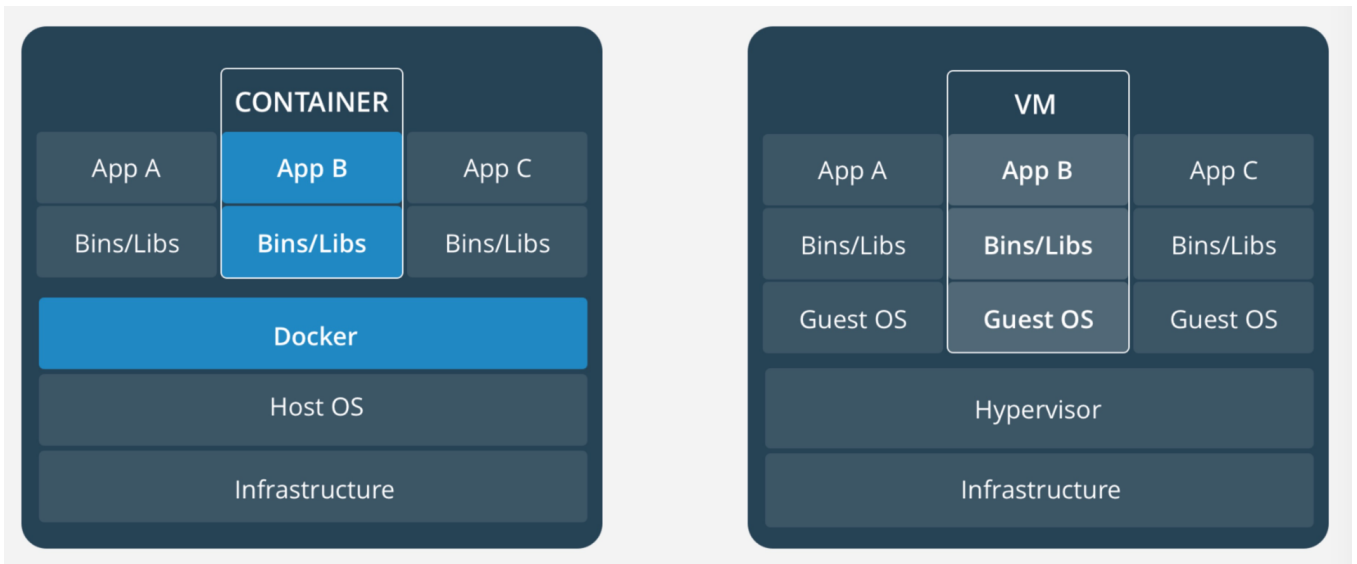 CONTAINER
App A App B App C
Bins/Libs Bins/Libs Bins/Libs
Docker
Host OS
Infrastructure
VM
App A App B App C
Bins/Libs Bins/Libs Bins/Libs
Guest OS Guest OS Guest OS
Hypervisor
Infrastructure